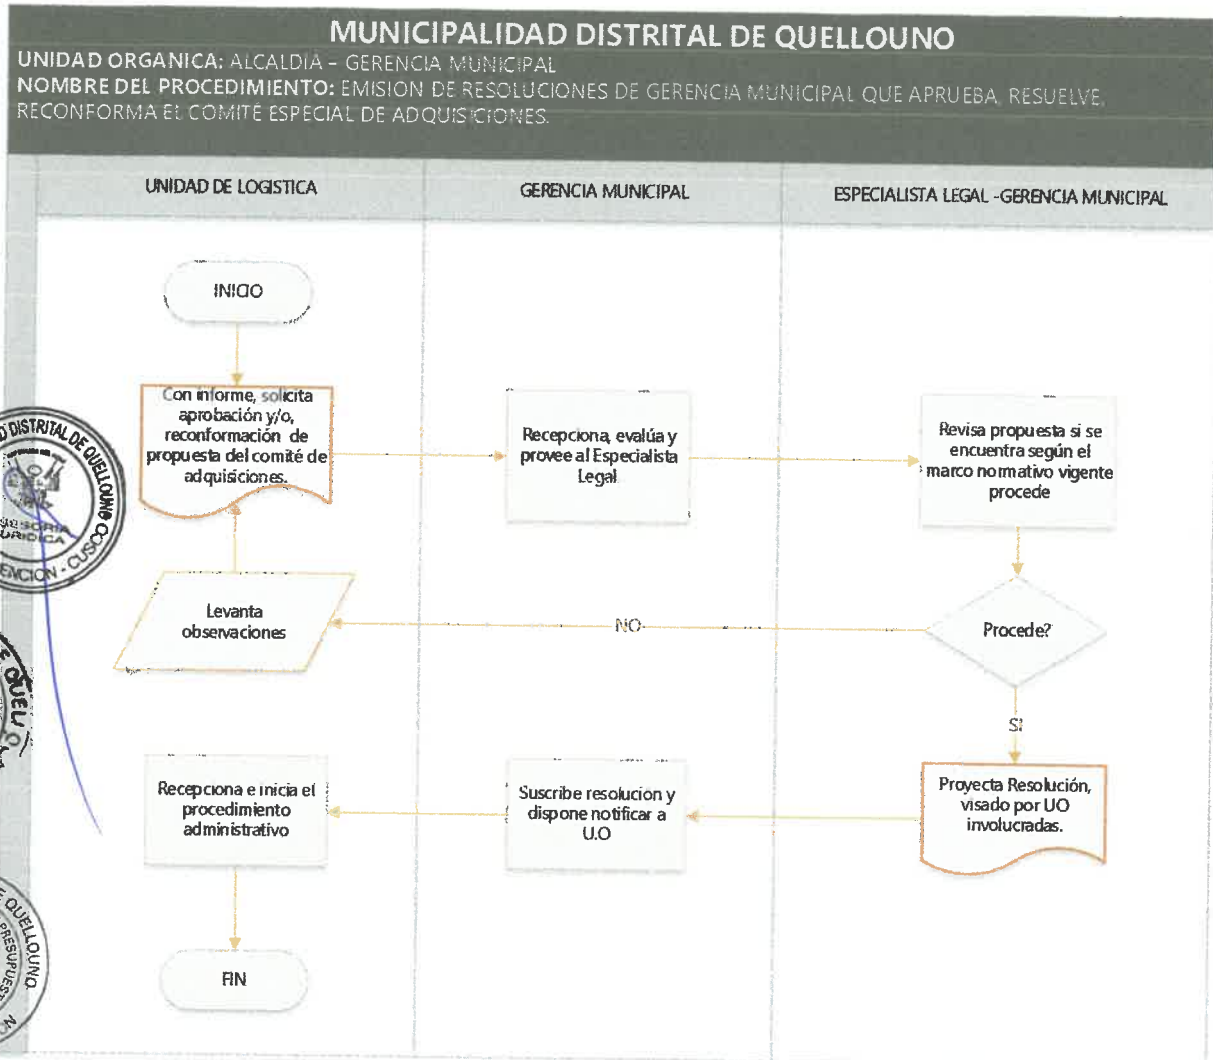 MUNICIPALIDAD DISTRITAL DE QUELLOUNO
UNIDAD ORGANICA: ALCALDIA – GERENCIA MUNICIPAL
NOMBRE DEL PROCEDIMIENTO: EMISION DE RESOLUCIONES DE GERENCIA MUNICIPAL QUE APRUEBA, RESUELVE,
RECONFORMA EL COMITÉ ESPECIAL DE ADQUISICIONES.
UNIDAD DE LOGISTICA
GERENCIA MUNICIPAL
ESPECIALISTA LEGAL -GERENCIA MUNICIPAL
INICIO
Con informe, solicita
aprobación y/o,
reconformación de
propuesta del comité de
adquisiciones.
Recepciona, evalúa y
provee al Especialista
Legal
Revisa propuesta si se
encuentra según el
marco normativo vigente
procede
Levanta
observaciones
NO
Procede?
SI
Recepciona e inicia el
procedimiento
administrativo
Suscribe resolucion y
dispone notificar a
U.O
Proyecta Resolución,
visado por UO
involucradas.
FIN
DISTRITAL DE QUELLOUNO
CUSCO
QUELLOUNO